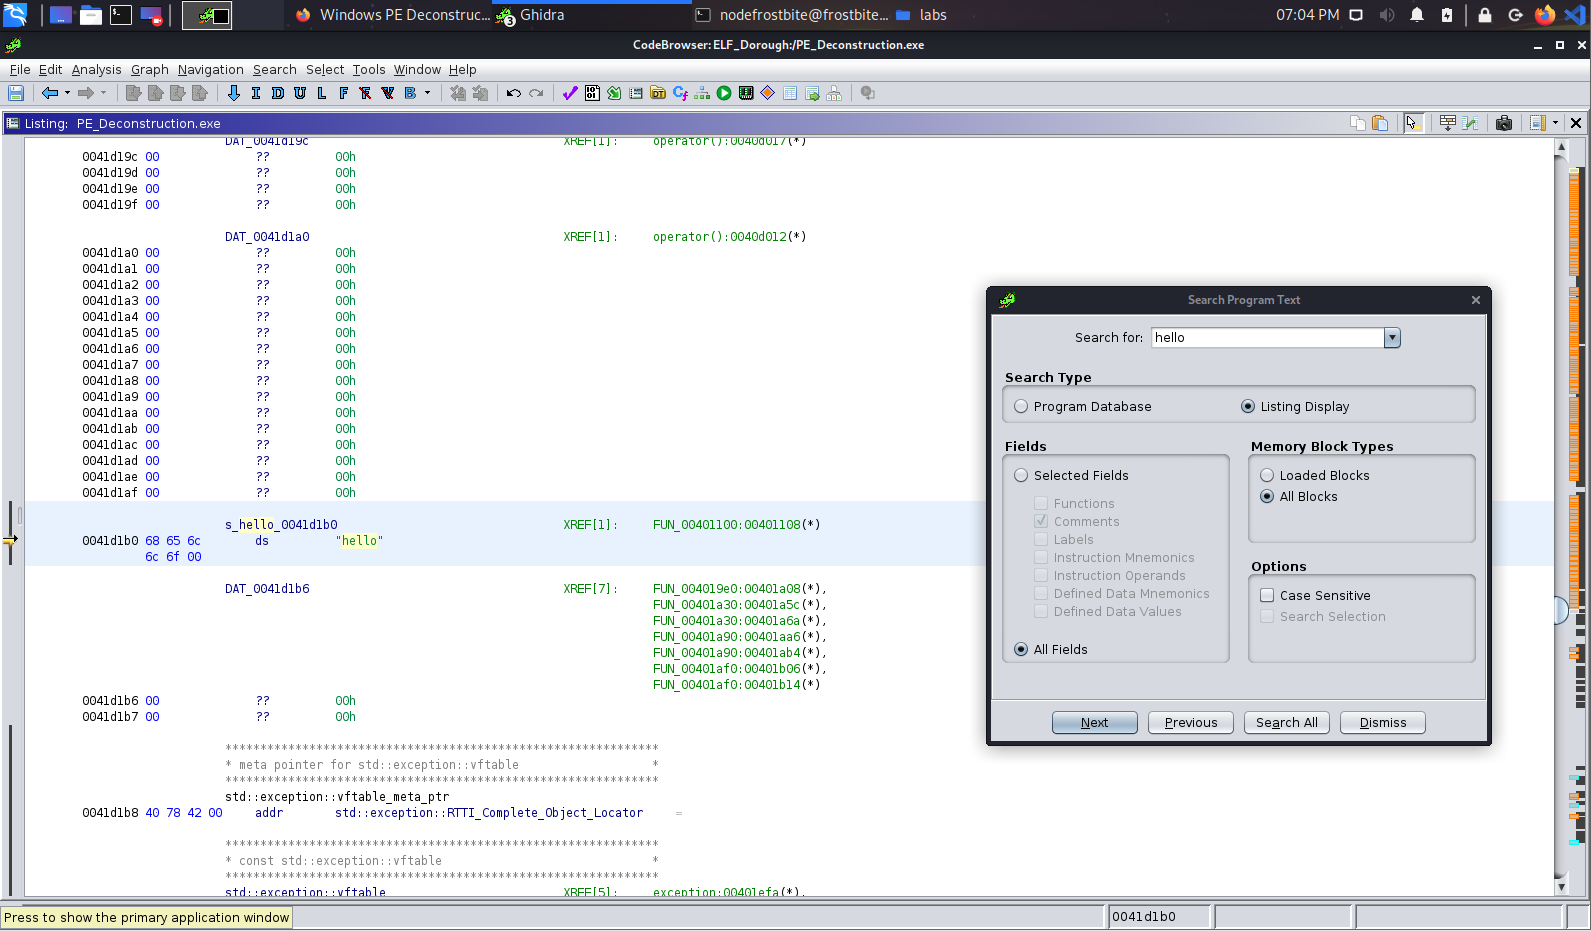 Windows PE Deconstruc...
3
Ghidra
nodefrostbite@frostbite...
labs
07:04 PM
CodeBrowser: ELF_Dorough:/PE_Deconstruction.exe
File Edit Analysis Graph Navigation Search Select Tools Window Help
I D U L F B
Listing: PE_Deconstruction.exe
DAT_0041d19c XREF[1]: operator():0040d017(*)
0041d19c 00 ?? 00h
0041d19d 00 ?? 00h
0041d19e 00 ?? 00h
0041d19f 00 ?? 00h
DAT_0041d1a0 XREF[1]: operator():0040d012(*)
0041d1a0 00 ?? 00h
0041d1a1 00 ?? 00h
0041d1a2 00 ?? 00h
0041d1a3 00 ?? 00h
0041d1a4 00 ?? 00h
0041d1a5 00 ?? 00h
0041d1a6 00 ?? 00h
0041d1a7 00 ?? 00h
0041d1a8 00 ?? 00h
0041d1a9 00 ?? 00h
0041d1aa 00 ?? 00h
0041d1ab 00 ?? 00h
0041d1ac 00 ?? 00h
0041d1ad 00 ?? 00h
0041d1ae 00 ?? 00h
0041d1af 00 ?? 00h
s_hello_0041d1b0 XREF[1]: FUN_00401100:00401108(*)
0041d1b0 68 65 6c ds "hello"
6c 6f 00
DAT_0041d1b6 XREF[7]: FUN_004019e0:00401a08(*),
FUN_00401a30:00401a5c(*),
FUN_00401a30:00401a6a(*),
FUN_00401a90:00401aa6(*),
FUN_00401a90:00401ab4(*),
FUN_00401af0:00401b06(*),
FUN_00401af0:00401b14(*)
0041d1b6 00 ?? 00h
0041d1b7 00 ?? 00h
**************************************************************
* meta pointer for std::exception::vftable *
**************************************************************
std::exception::vftable_meta_ptr
0041d1b8 40 78 42 00 addr std::exception::RTTI_Complete_Object_Locator =
**************************************************************
* const std::exception::vftable *
**************************************************************
std::exception::vftable XREF[5]: exception:00401efa(*),
Press to show the primary application window
0041d1b0
Search Program Text
Search for: hello
Search Type
Program Database Listing Display
Fields
Selected Fields
Functions
Comments
Labels
Instruction Mnemonics
Instruction Operands
Defined Data Mnemonics
Defined Data Values
All Fields
Memory Block Types
Loaded Blocks
All Blocks
Options
Case Sensitive
Search Selection
Next Previous Search All Dismiss